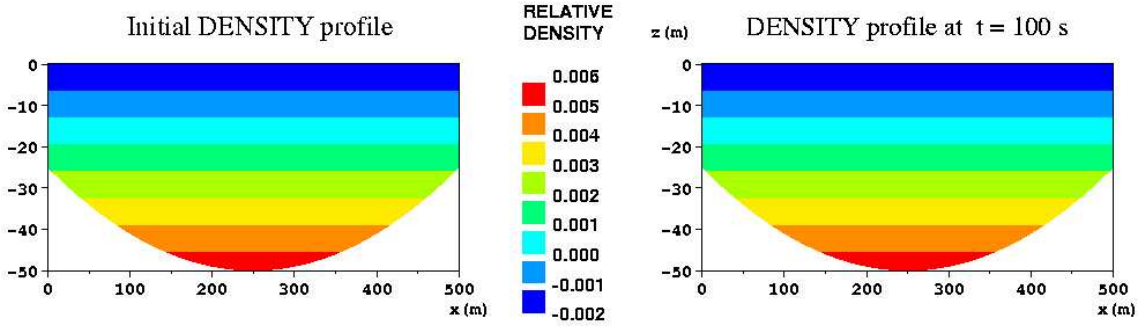 Initial DENSITY profile
0
-10
-20
-30
-40
-50
0 100 200 300 400 500
x (m)
RELATIVE
DENSITY
0.006
0.005
0.004
0.003
0.002
0.001
0.000
-0.001
-0.002
z (m)
DENSITY profile at t = 100 s
0
-10
-20
-30
-40
-50
0 100 200 300 400 500
x (m)